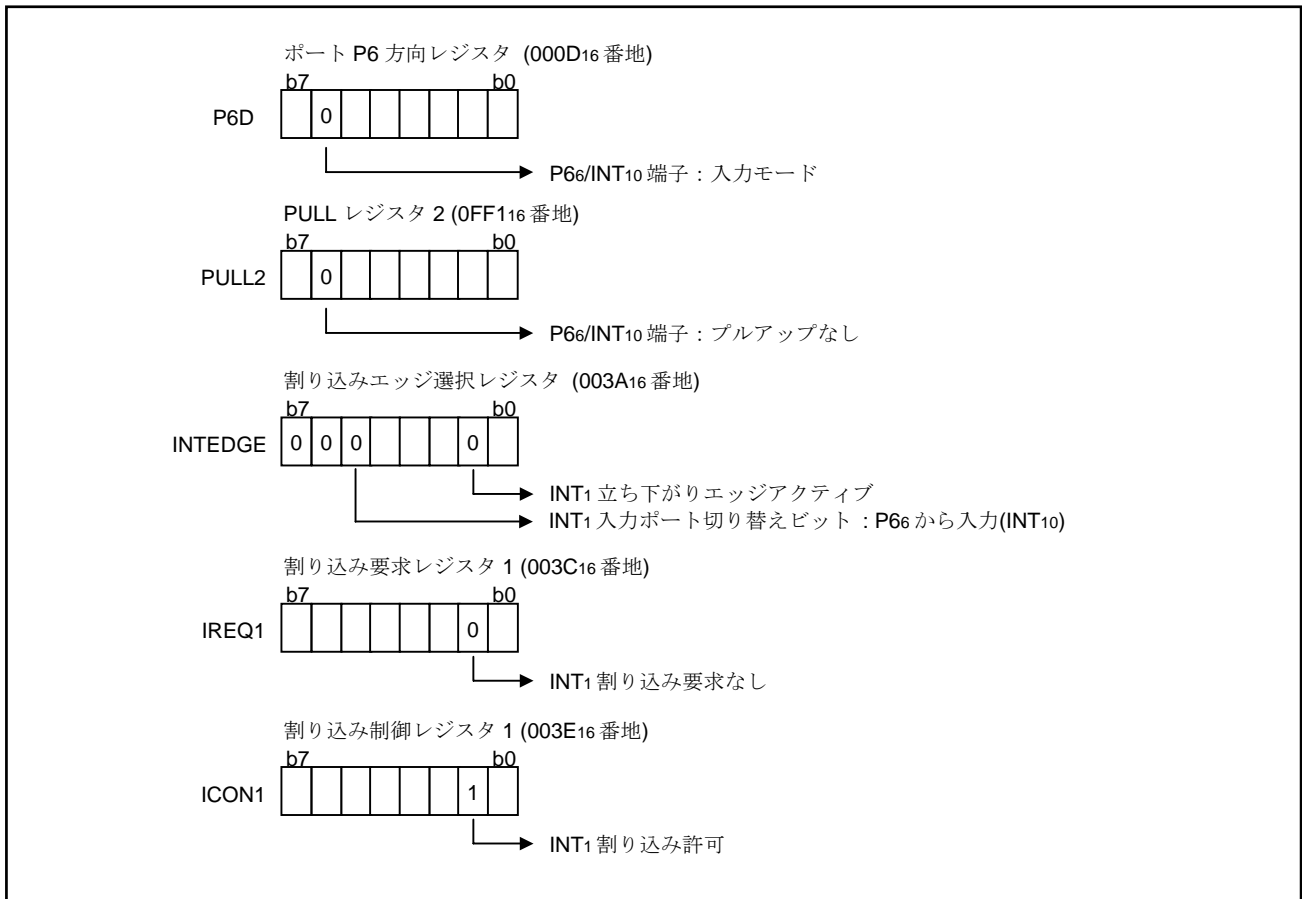 ポート P6 方向レジスタ (000D16 番地)
b7 b0
P6D 0
P66/INT10 端子 : 入力モード
PULL レジスタ 2 (0FF116 番地)
b7 b0
PULL2 0
P66/INT10 端子 : プルアップなし
割り込みエッジ選択レジスタ (003A16 番地)
b7 b0
INTEDGE 0 0 0 0
INT1 立ち下がりエッジアクティブ
INT1 入力ポート切り替えビット : P66 から入力(INT10)
割り込み要求レジスタ 1 (003C16 番地)
b7 b0
IREQ1 0
INT1 割り込み要求なし
割り込み制御レジスタ 1 (003E16 番地)
b7 b0
ICON1 1
INT1 割り込み許可